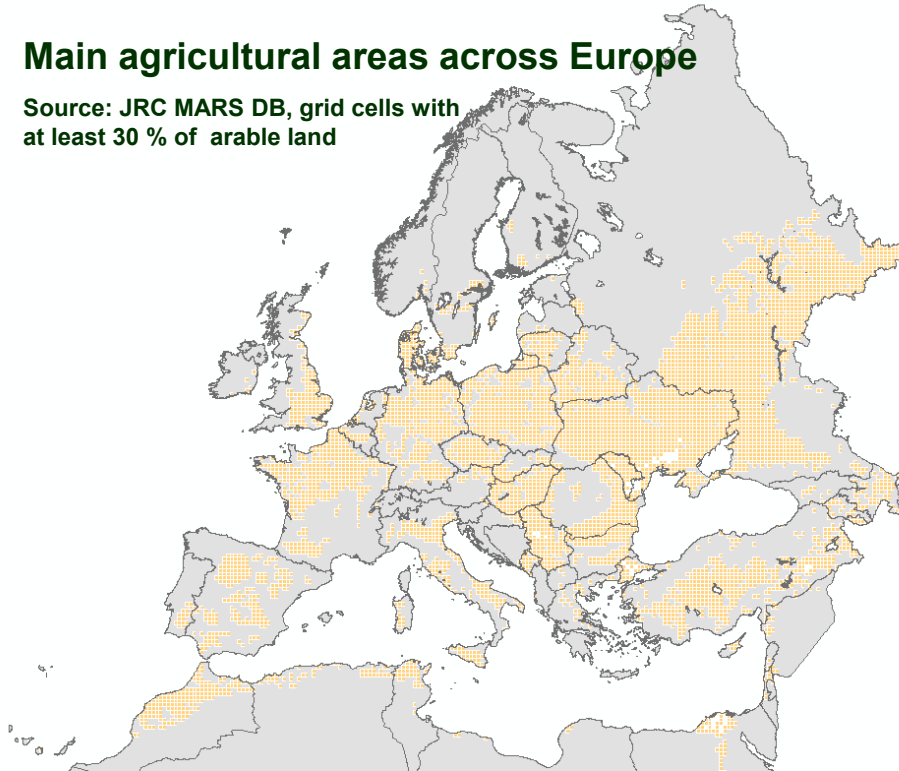 Main agricultural areas across Europe
Source: JRC MARS DB, grid cells with
at least 30 % of  arable land